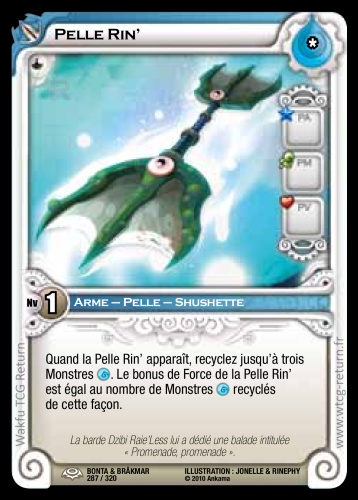 PELLE RIN'
*
PA
PM
PV
Nv 1 ARME – PELLE – SHUSHETTE
Quand la Pelle Rin' apparaît, recyclez jusqu'à trois
Monstres . Le bonus de Force de la Pelle Rin'
est égal au nombre de Monstres recyclés
de cette façon.
La barde Dzibi Raie'Less lui a dédié une balade intitulée
« Promenade, promenade ».
BONTA & BRÂKMAR
287 / 320
ILLUSTRATION : JONELLE & RINEPHY
© 2010 Ankama
Wakfu TCG Return
www.wtcg-return.fr